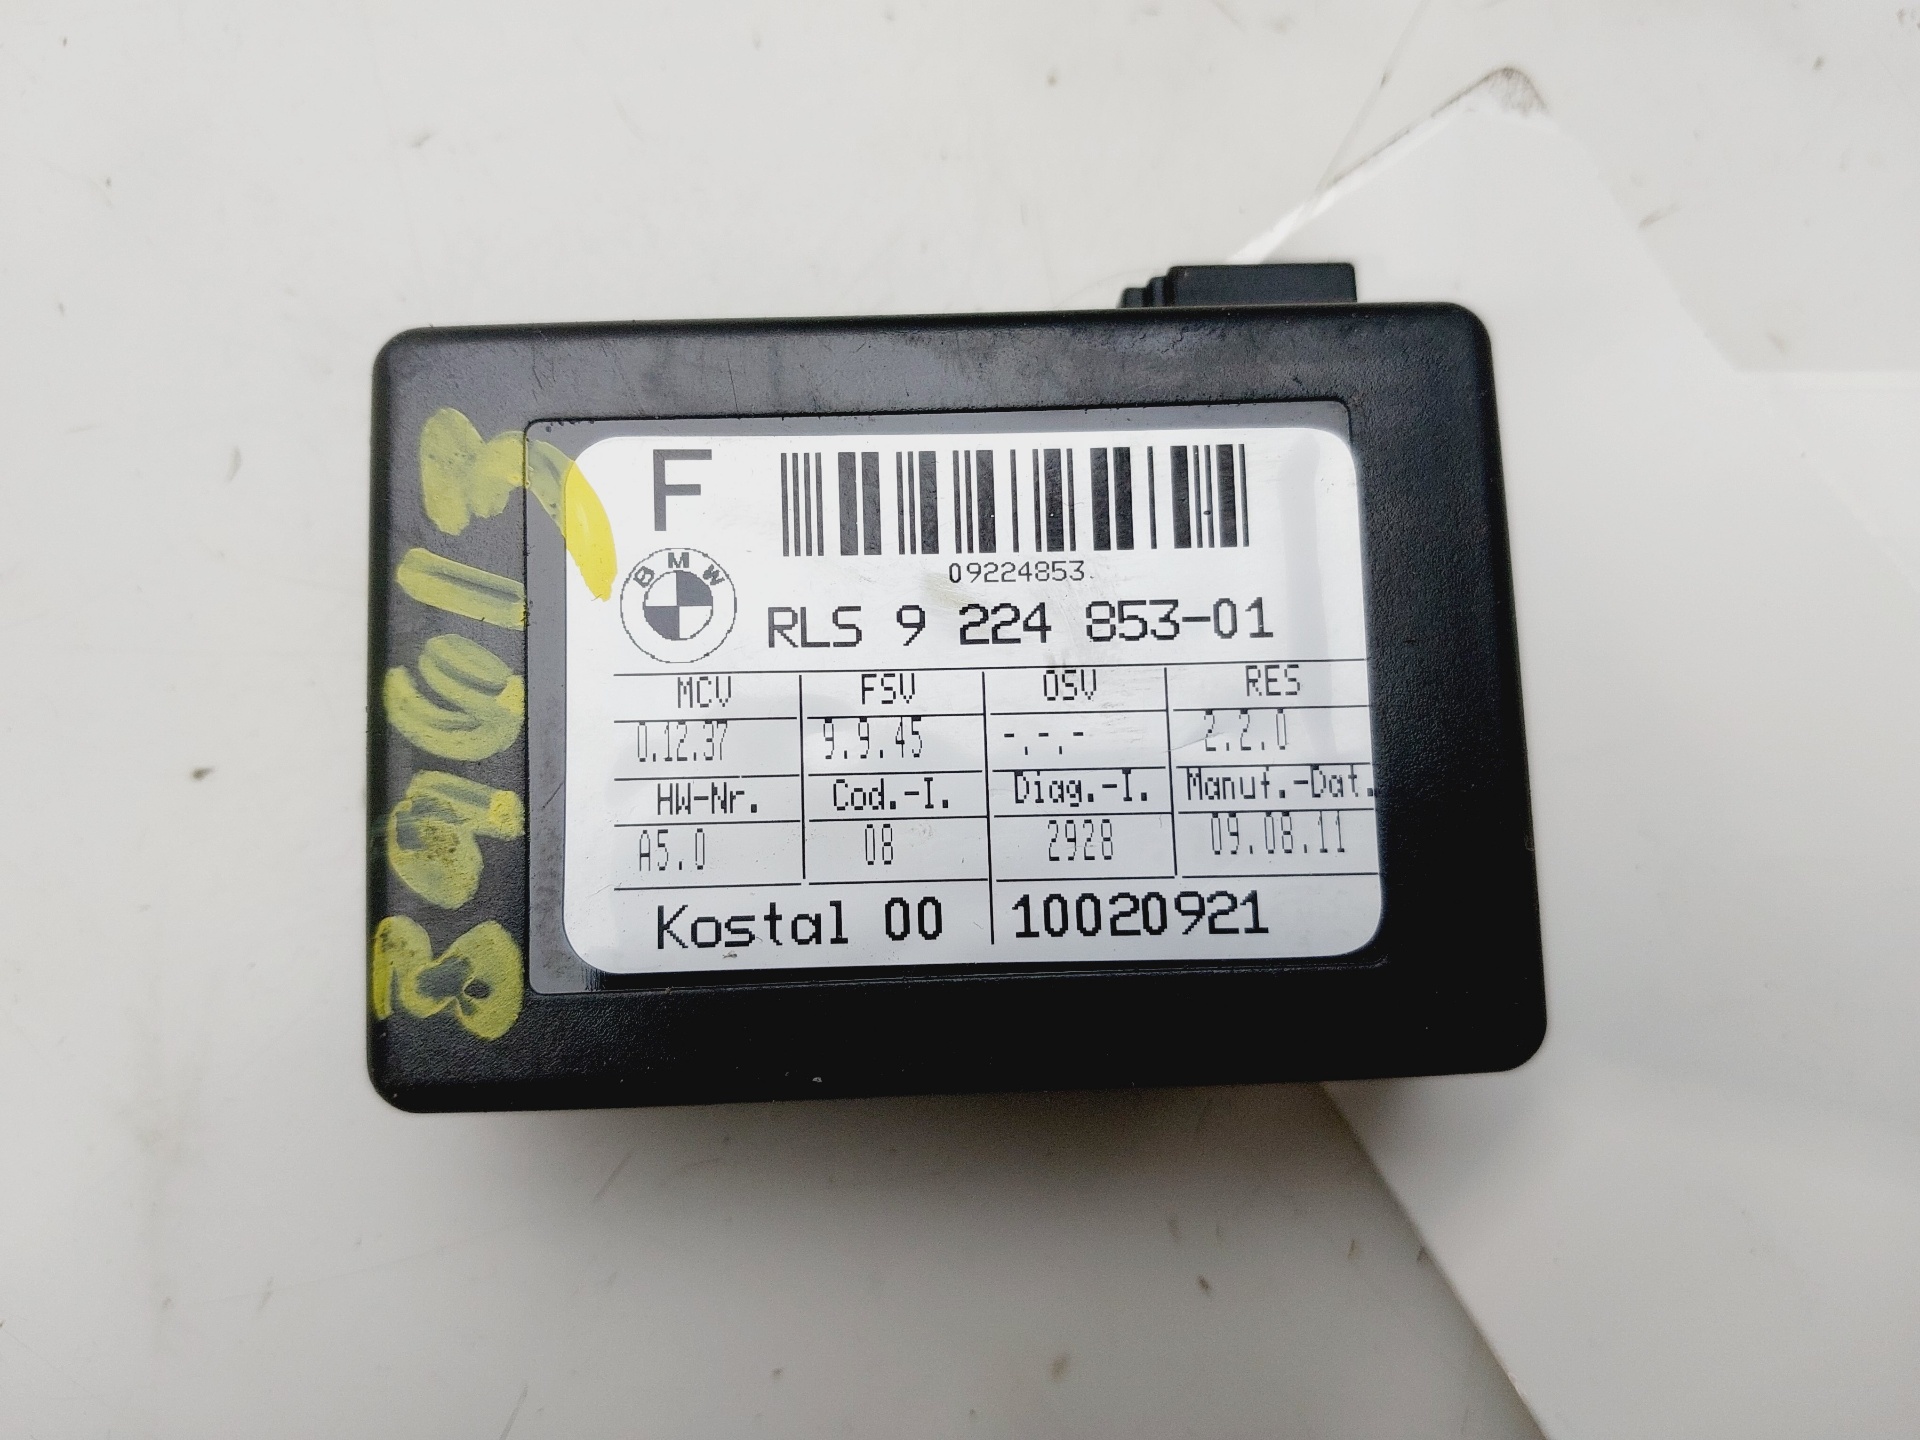 F
09224853
BMW
RLS 9 224 853-01
MCV FSV OSV RES
0.12.37 9.9.45 -.-.- 2.2.0
HW-Nr. Cod.-I. Diag.-I. Manuf.-Dat.
A5.0 08 2928 09.08.11
Kostal 00 10020921